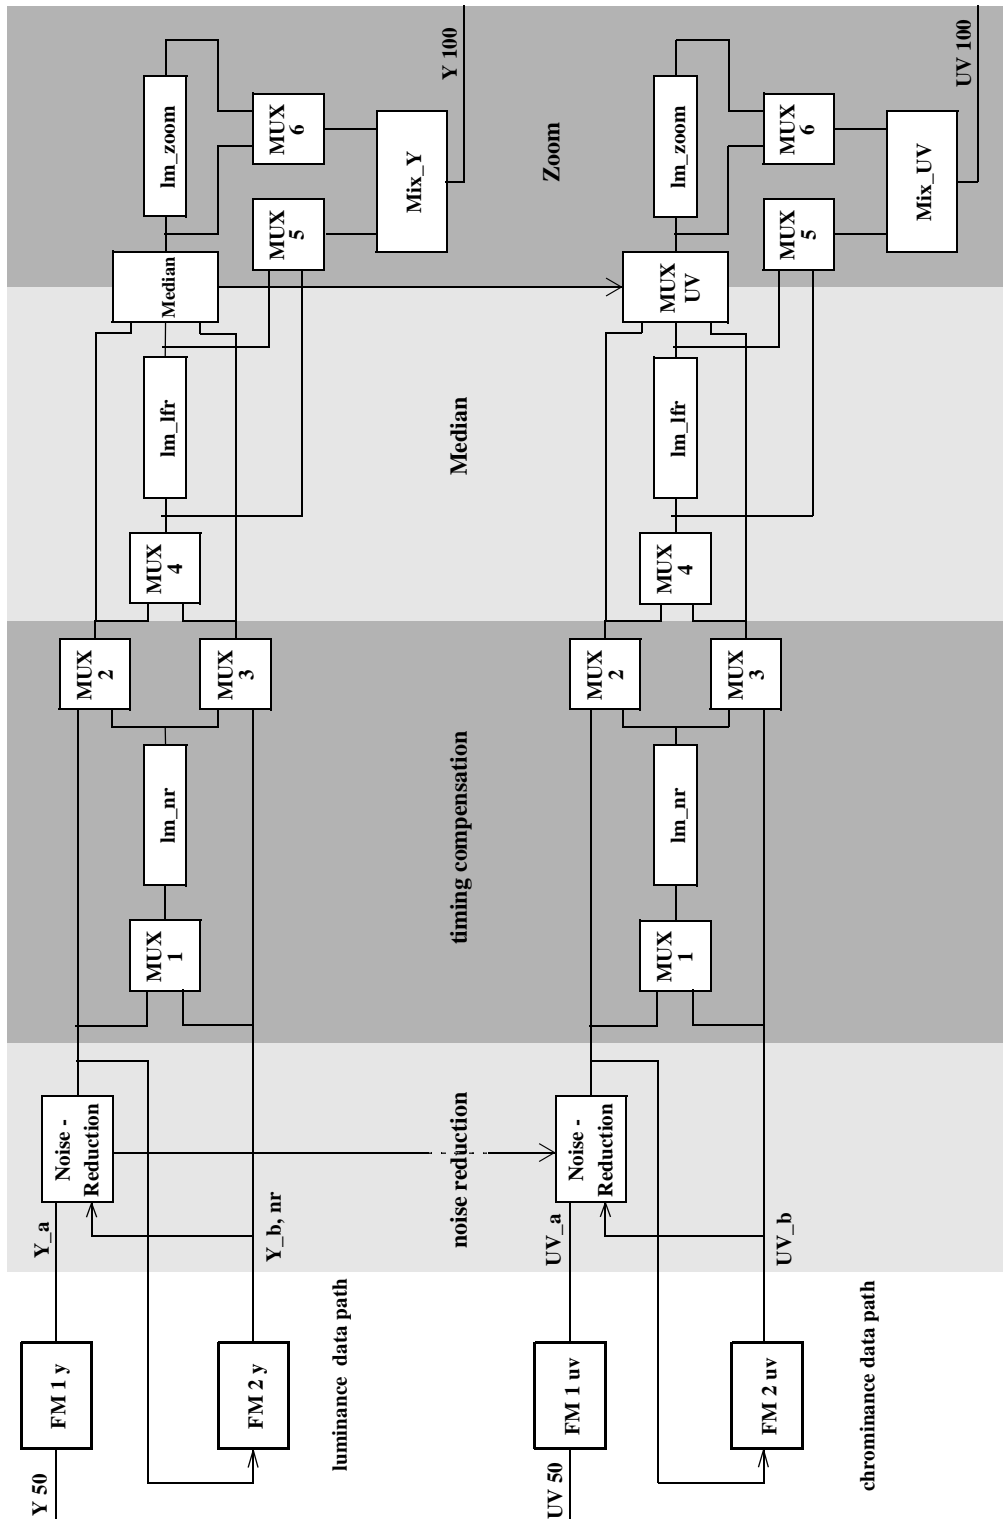 Y 50
FM 1 y
Y_a
Noise -
Reduction
MUX
1
lm_nr
MUX
2
MUX
3
MUX
4
lm_lfr
Median
lm_zoom
MUX
5
MUX
6
Mix_Y
Y 100
FM 2 y
Y_b, nr
luminance data path
noise reduction
timing compensation
Median
Zoom
UV 50
FM 1 uv
UV_a
Noise -
Reduction
MUX
1
lm_nr
MUX
2
MUX
3
MUX
4
lm_lfr
MUX
UV
lm_zoom
MUX
5
MUX
6
Mix_UV
UV 100
FM 2 uv
UV_b
chrominance data path